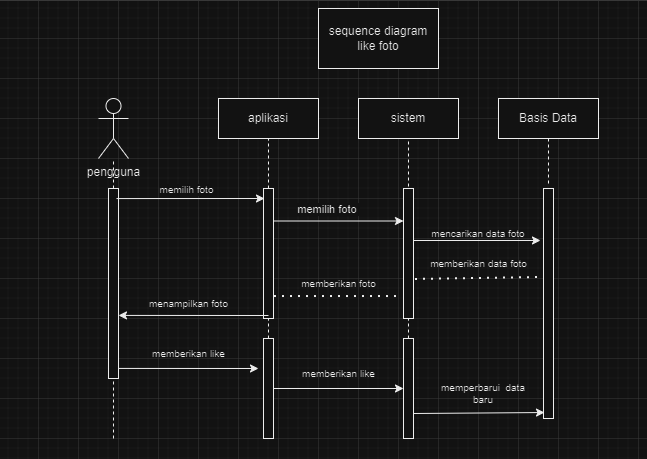 sequence diagram
like foto
aplikasi
sistem
Basis Data
pengguna
memilih foto
memilih foto
mencarikan data foto
memberikan data foto
memberikan foto
menampilkan foto
memberikan like
memberikan like
memperbarui data
baru